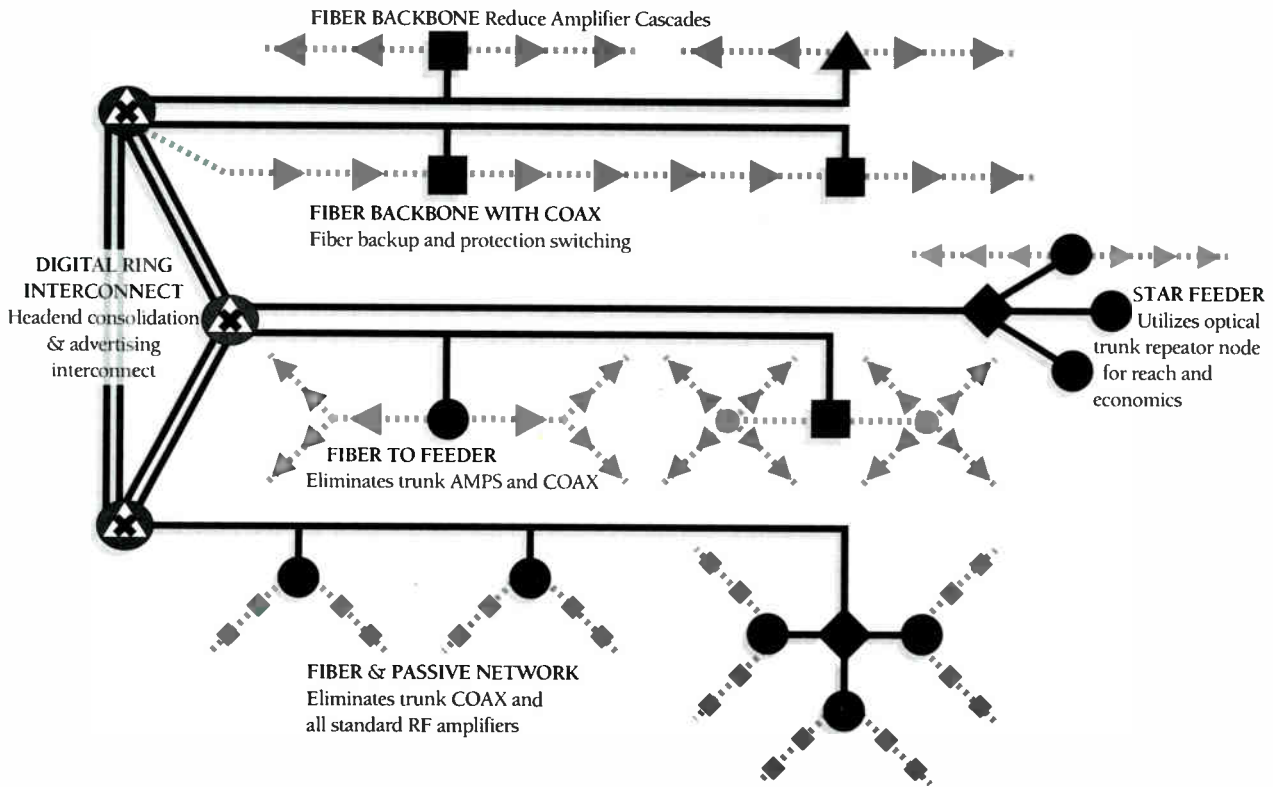 FIBER BACKBONE Reduce Amplifier Cascades
FIBER BACKBONE WITH COAX
Fiber backup and protection switching
DIGITAL RING
INTERCONNECT
Headend consolidation
& advertising
interconnect
STAR FEEDER
Utilizes optical
trunk repeator node
for reach and
economics
FIBER TO FEEDER
Eliminates trunk AMPS and COAX
FIBER & PASSIVE NETWORK
Eliminates trunk COAX and
all standard RF amplifiers